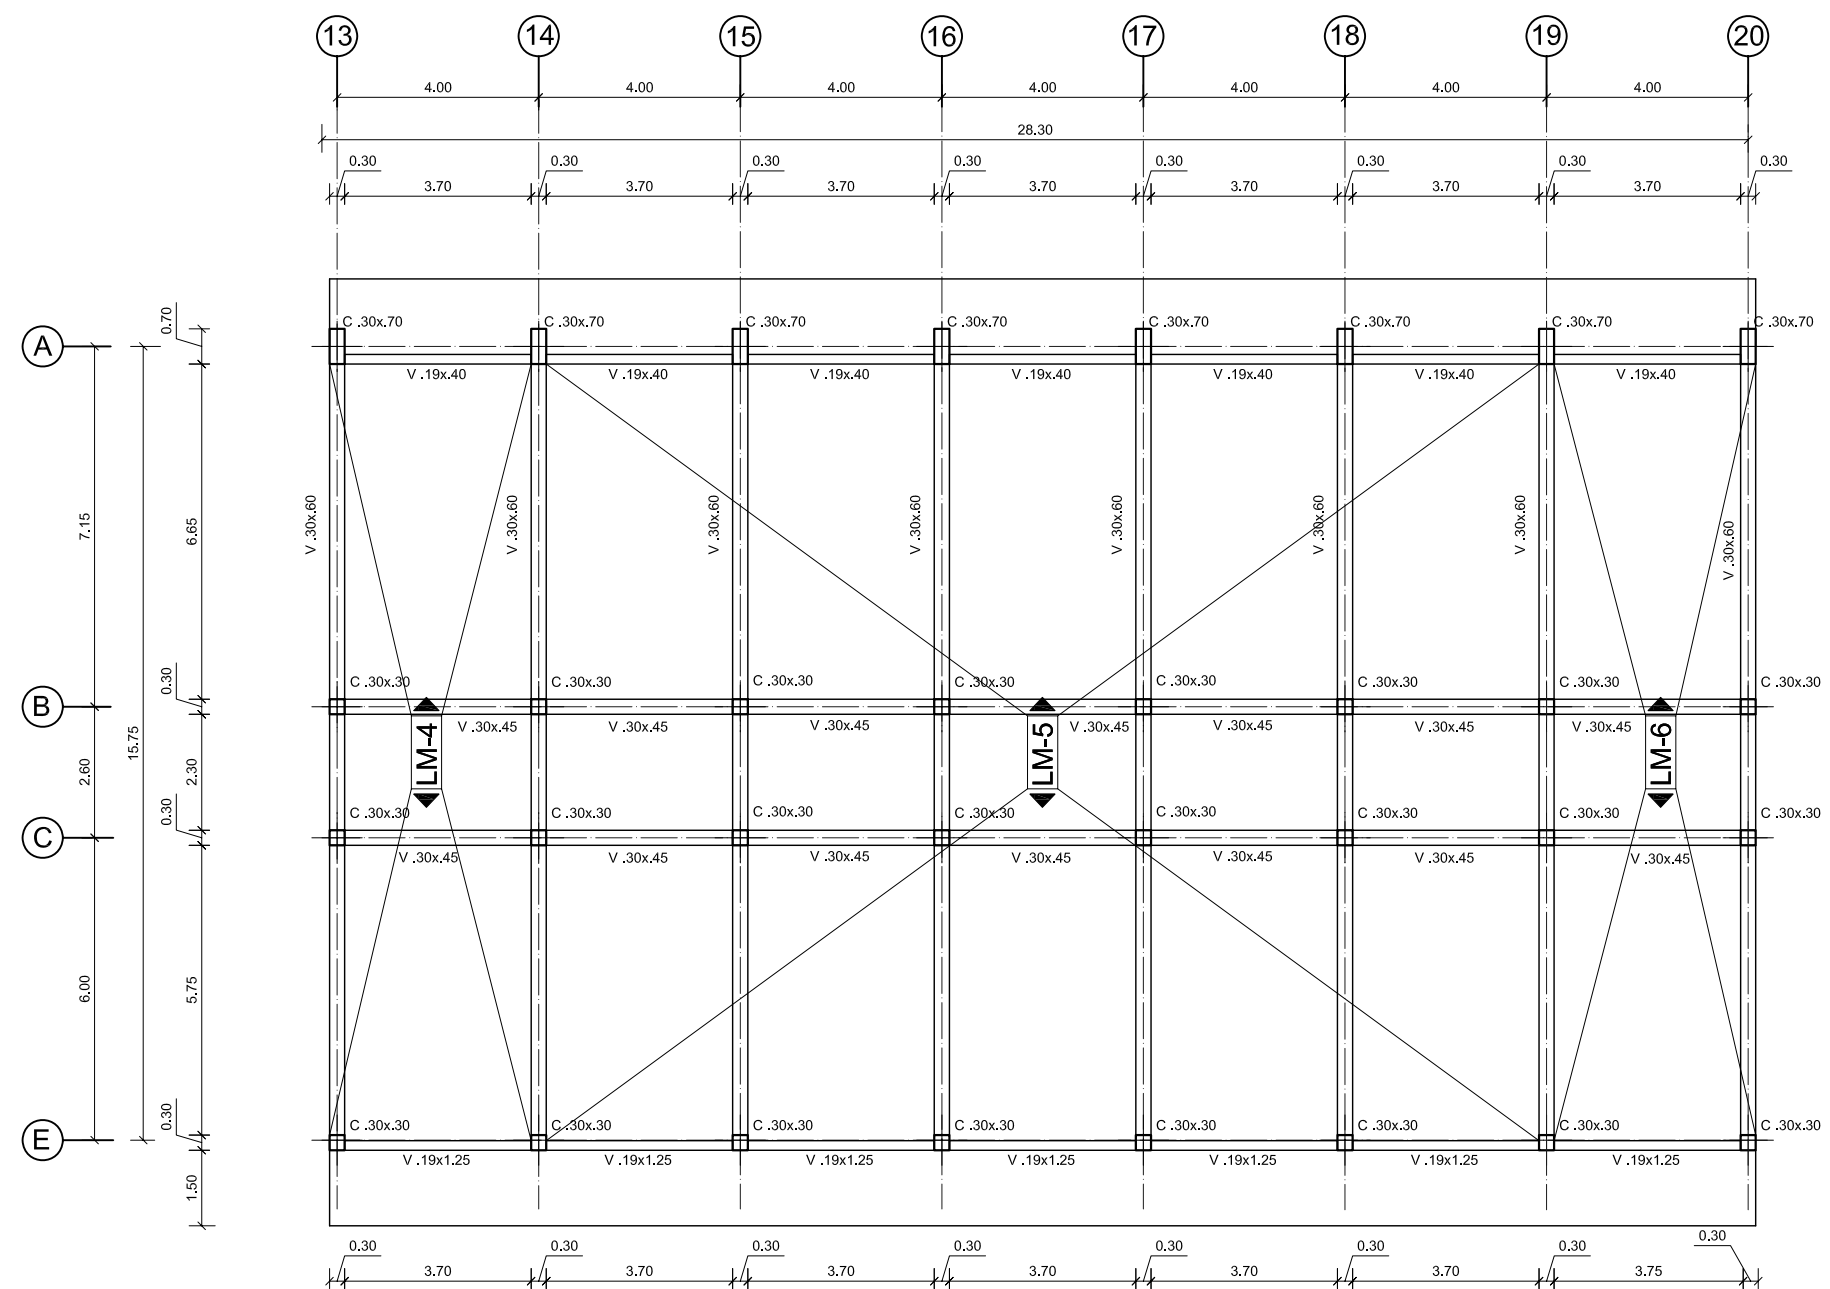 13 14 15 16 17 18 19 20
4.00 4.00 4.00 4.00 4.00 4.00 4.00
28.30
0.30 0.30 0.30 0.30 0.30 0.30 0.30 0.30
3.70 3.70 3.70 3.70 3.70 3.70 3.70
0.70
C .30x.70 C .30x.70 C .30x.70 C .30x.70 C .30x.70 C .30x.70 C .30x.70 C .30x.70
A
V .19x.40 V .19x.40 V .19x.40 V .19x.40 V .19x.40 V .19x.40 V .19x.40
7.15 6.65
V .30x.60 V .30x.60 V .30x.60 V .30x.60 V .30x.60 V .30x.60 V .30x.60 V .30x.60
0.30
C .30x.30 C .30x.30 C .30x.30 C .30x.30 C .30x.30 C .30x.30 C .30x.30 C .30x.30
B
V .30x.45 V .30x.45 V .30x.45 V .30x.45 V .30x.45 V .30x.45 V .30x.45
15.75
2.60 2.30
LM-4 LM-5 LM-6
0.30
C .30x.30 C .30x.30 C .30x.30 C .30x.30 C .30x.30 C .30x.30 C .30x.30 C .30x.30
C
V .30x.45 V .30x.45 V .30x.45 V .30x.45 V .30x.45 V .30x.45 V .30x.45
6.00 5.75
0.30
C .30x.30 C .30x.30 C .30x.30 C .30x.30 C .30x.30 C .30x.30 C .30x.30 C .30x.30
E
V .19x1.25 V .19x1.25 V .19x1.25 V .19x1.25 V .19x1.25 V .19x1.25 V .19x1.25
1.50
0.30 0.30 0.30 0.30 0.30 0.30 0.30 0.30
3.70 3.70 3.70 3.70 3.70 3.70 3.75